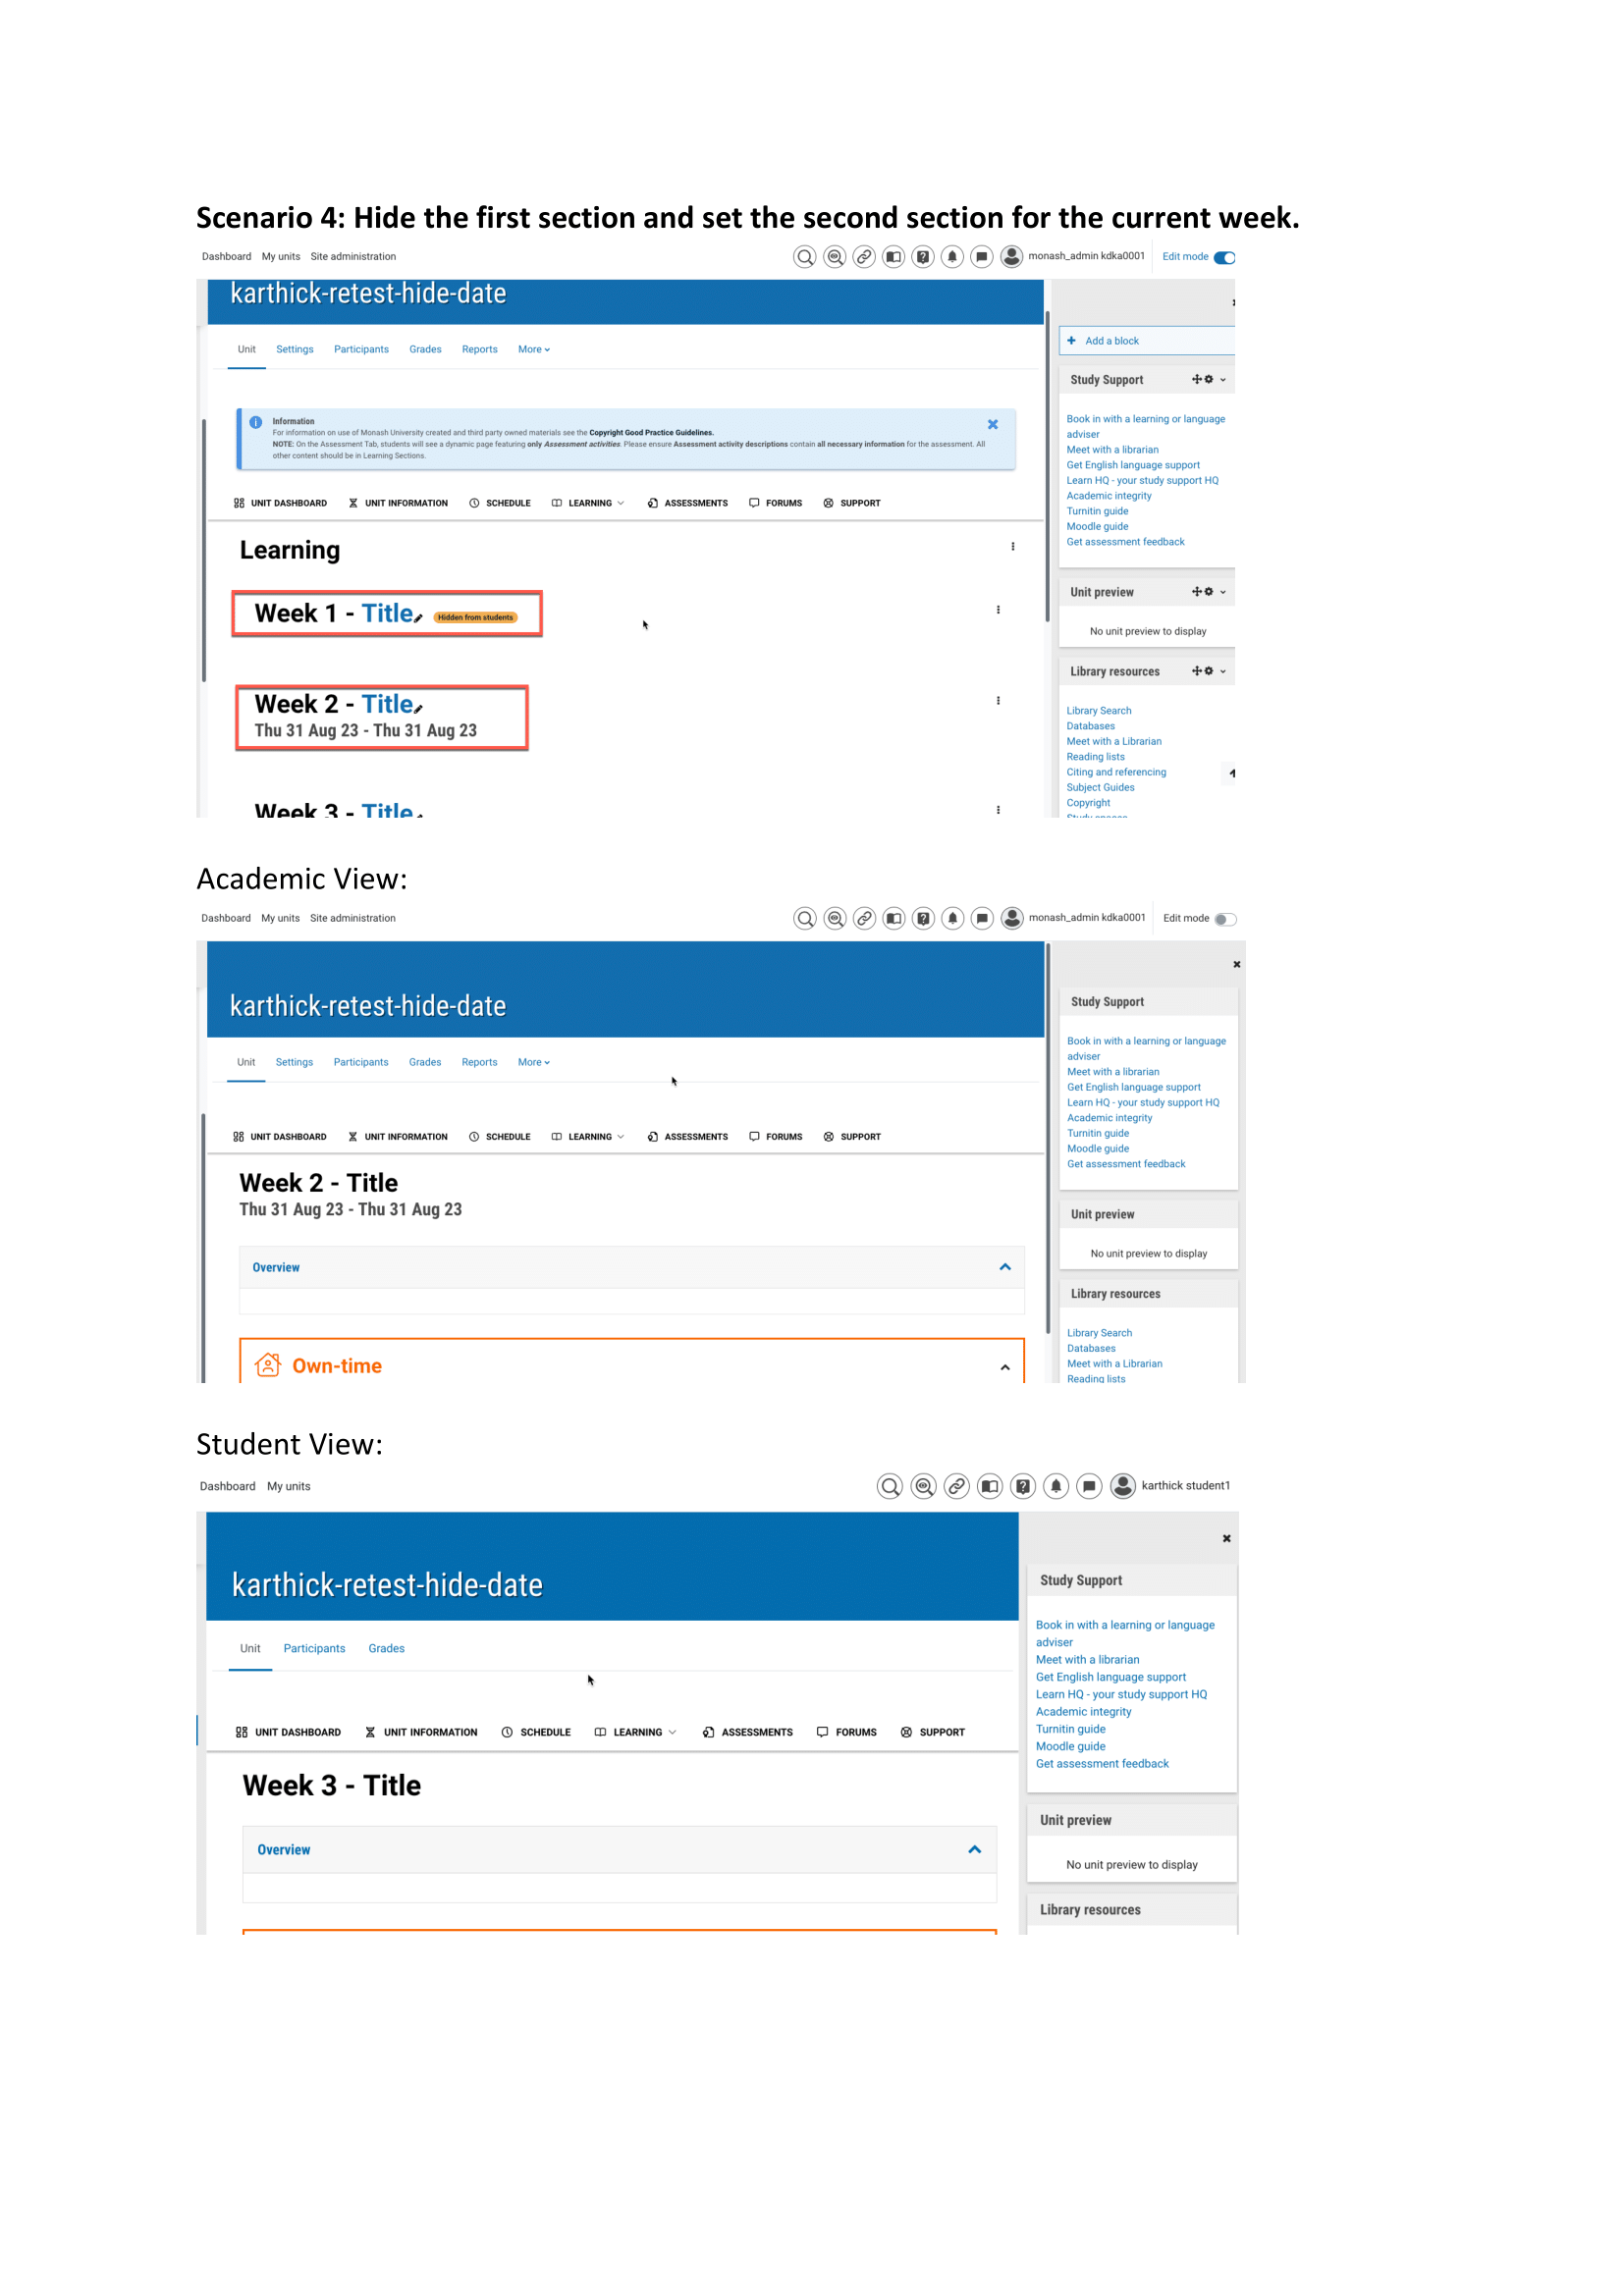 Scenario 4: Hide the first section and set the second section for the current week.
Dashboard My units Site administration monash_admin kdka0001 Edit mode
karthick-retest-hide-date
Unit Settings Participants Grades Reports More
Information
For information on use of Monash University created and third party owned materials see the Copyright Good Practice Guidelines.
NOTE: On the Assessment Tab, students will see a dynamic page featuring only Assessment activities. Please ensure Assessment activity descriptions contain all necessary information for the assessment. All
other content should be in Learning Sections.
UNIT DASHBOARD UNIT INFORMATION SCHEDULE LEARNING ASSESSMENTS FORUMS SUPPORT
Learning
Week 1 - Title Hidden from students
Week 2 - Title
Thu 31 Aug 23 - Thu 31 Aug 23
Week 3 - Title
Add a block
Study Support
Book in with a learning or language
adviser
Meet with a librarian
Get English language support
Learn HQ - your study support HQ
Academic integrity
Turnitin guide
Moodle guide
Get assessment feedback
Unit preview
No unit preview to display
Library resources
Library Search
Databases
Meet with a Librarian
Reading lists
Citing and referencing
Subject Guides
Copyright
Study spaces
Academic View:
Dashboard My units Site administration monash_admin kdka0001 Edit mode
karthick-retest-hide-date
Unit Settings Participants Grades Reports More
UNIT DASHBOARD UNIT INFORMATION SCHEDULE LEARNING ASSESSMENTS FORUMS SUPPORT
Week 2 - Title
Thu 31 Aug 23 - Thu 31 Aug 23
Overview
Own-time
Study Support
Book in with a learning or language
adviser
Meet with a librarian
Get English language support
Learn HQ - your study support HQ
Academic integrity
Turnitin guide
Moodle guide
Get assessment feedback
Unit preview
No unit preview to display
Library resources
Library Search
Databases
Meet with a Librarian
Reading lists
Student View:
Dashboard My units karthick student1
karthick-retest-hide-date
Unit Participants Grades
UNIT DASHBOARD UNIT INFORMATION SCHEDULE LEARNING ASSESSMENTS FORUMS SUPPORT
Week 3 - Title
Overview
Study Support
Book in with a learning or language
adviser
Meet with a librarian
Get English language support
Learn HQ - your study support HQ
Academic integrity
Turnitin guide
Moodle guide
Get assessment feedback
Unit preview
No unit preview to display
Library resources